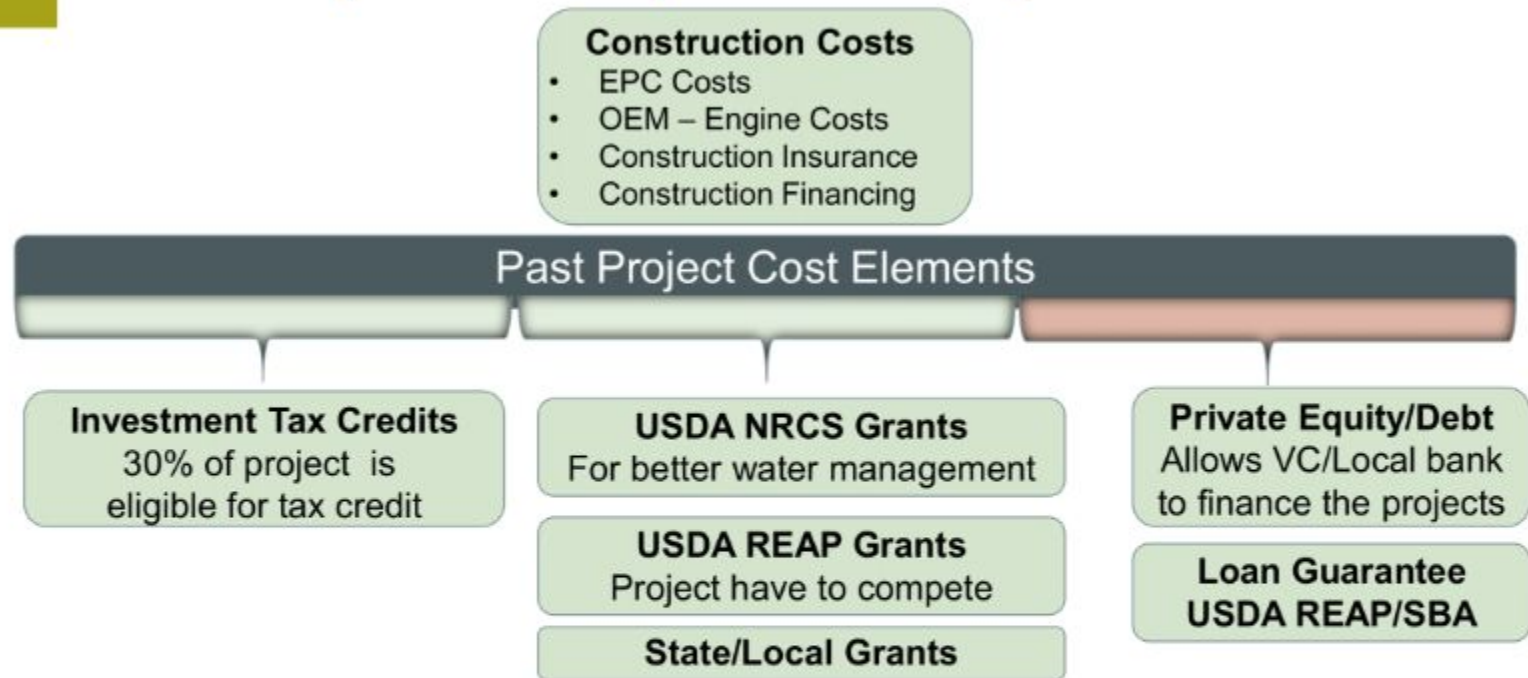 Construction Costs
• EPC Costs
• OEM – Engine Costs
• Construction Insurance
• Construction Financing
Past Project Cost Elements
Investment Tax Credits
30% of project is
eligible for tax credit
USDA NRCS Grants
For better water management
USDA REAP Grants
Project have to compete
State/Local Grants
Private Equity/Debt
Allows VC/Local bank
to finance the projects
Loan Guarantee
USDA REAP/SBA